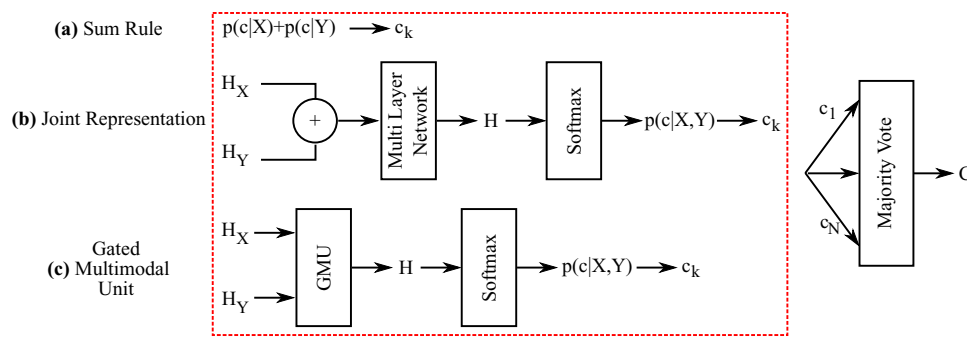 (a) Sum Rule
p(c|X)+p(c|Y)
c_k
(b) Joint Representation
H_X
H_Y
+
Multi Layer
Network
H
Softmax
p(c|X,Y)
c_k
Gated
(c) Multimodal
Unit
H_X
H_Y
GMU
H
Softmax
p(c|X,Y)
c_k
c_1
c_N
Majority Vote